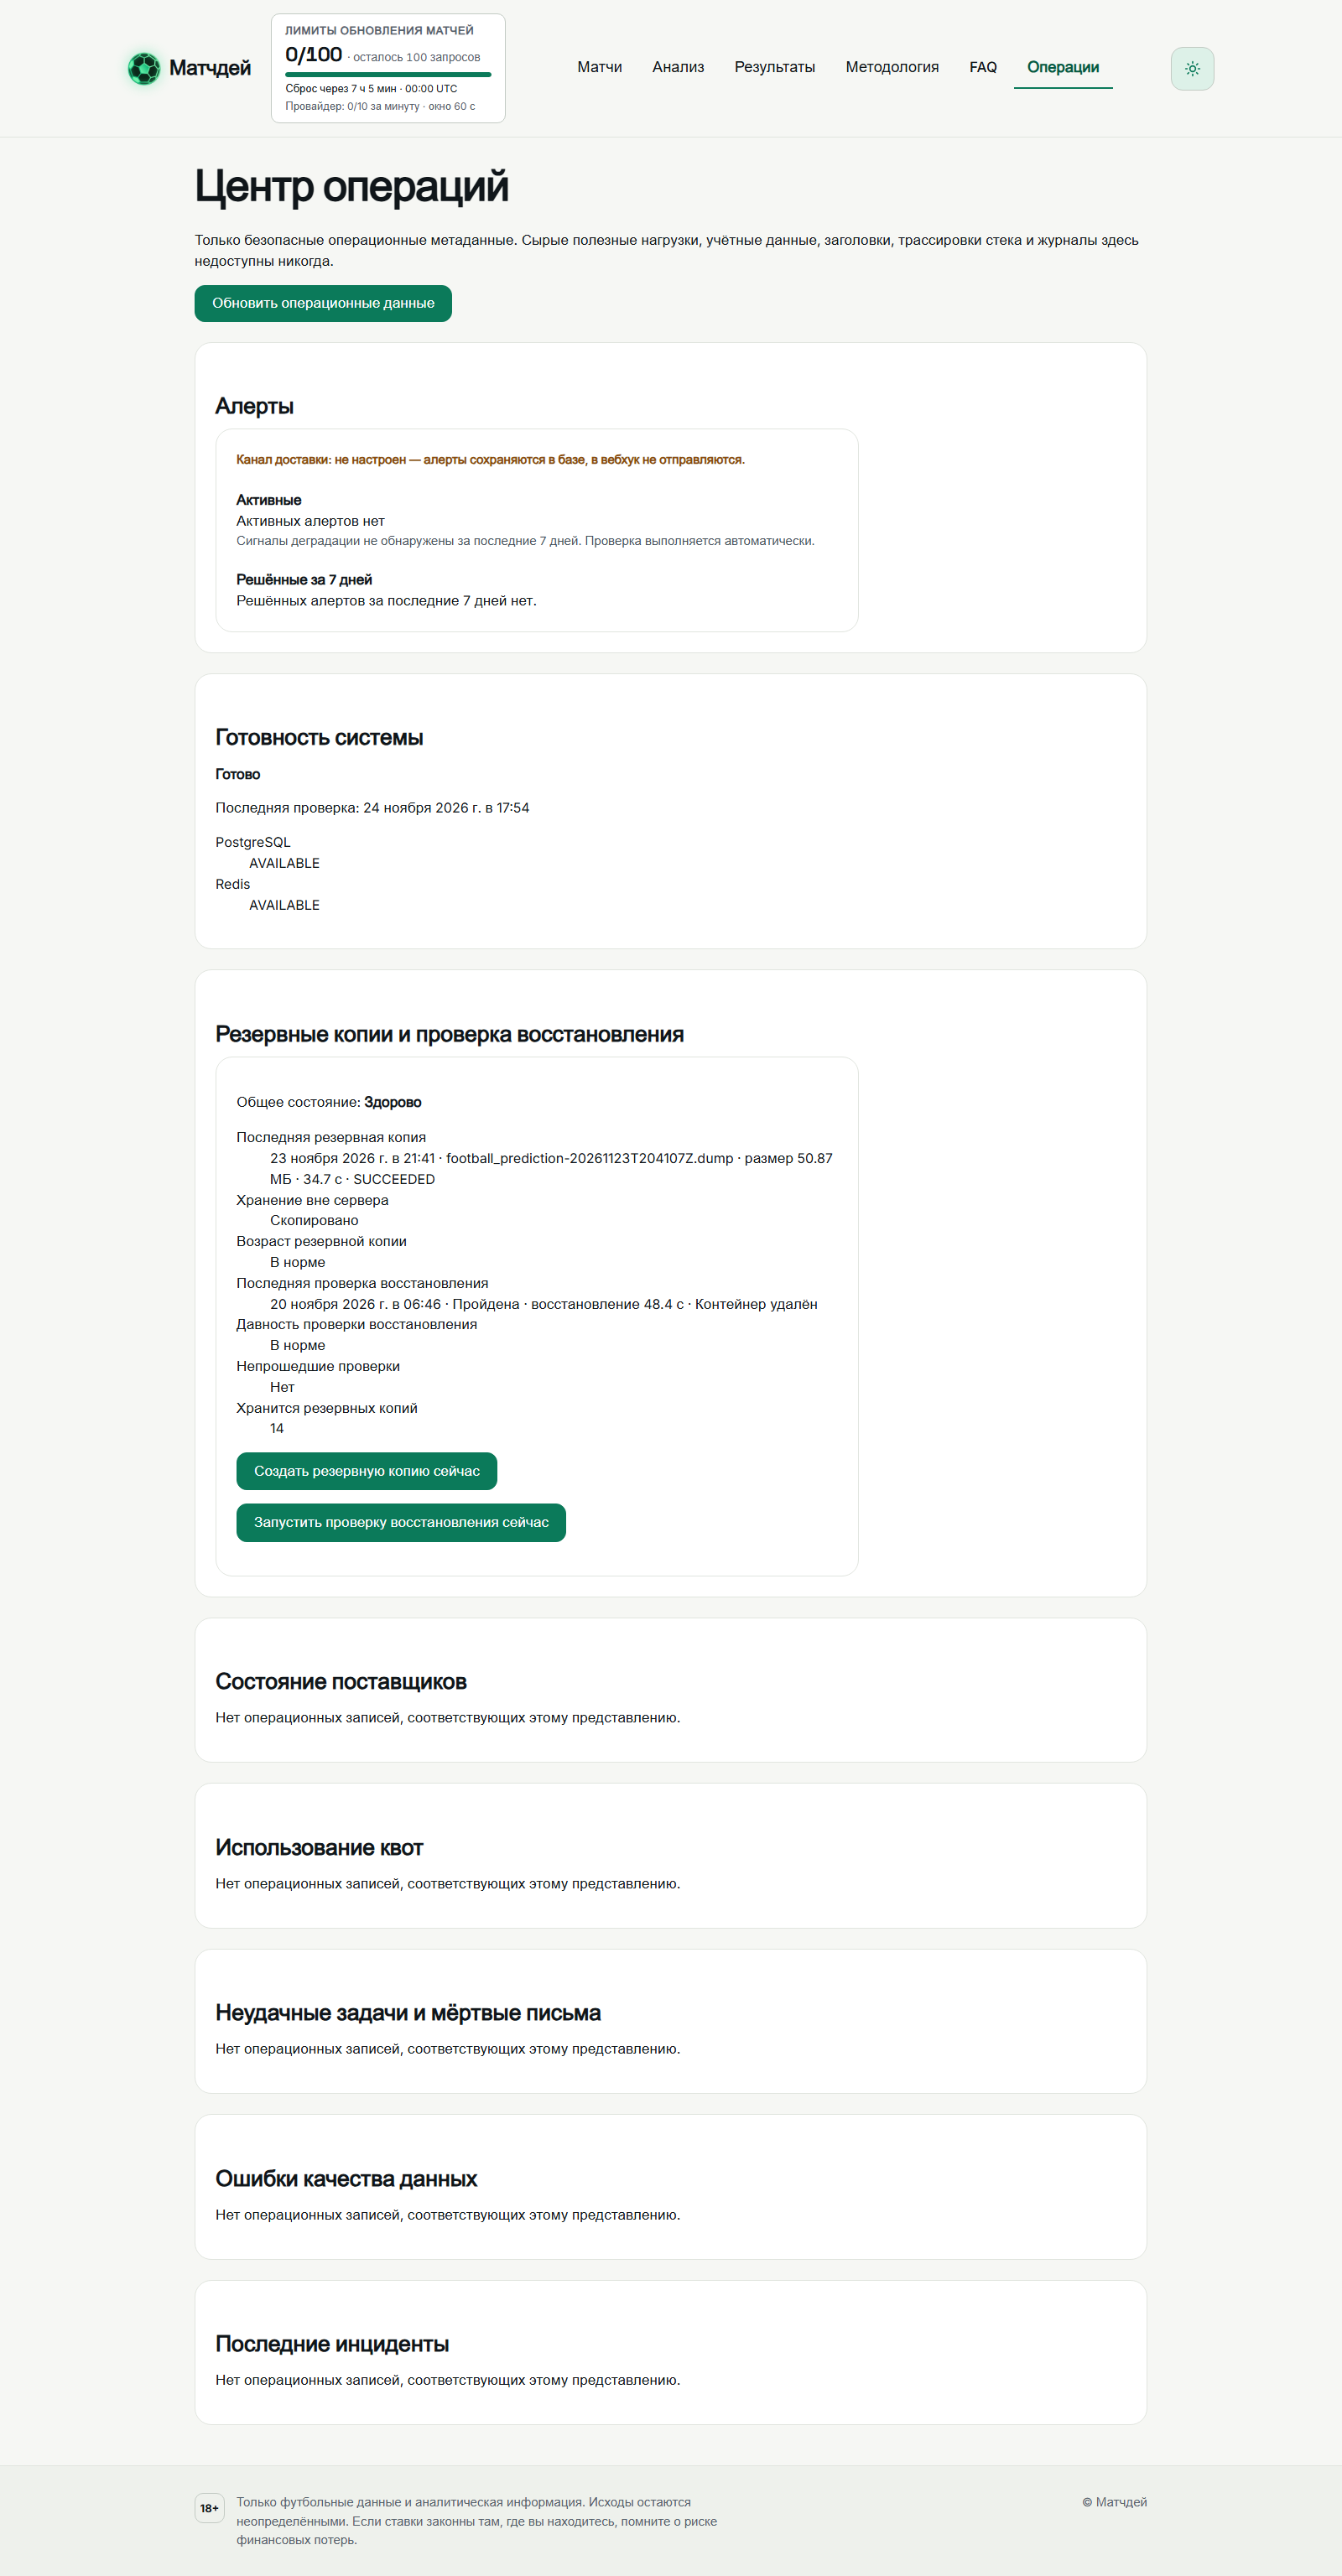 Матчдей
ЛИМИТЫ ОБНОВЛЕНИЯ МАТЧЕЙ
0/100 · осталось 100 запросов
Сброс через 7 ч 5 мин · 00:00 UTC
Провайдер: 0/10 за минуту · окно 60 с
Матчи
Анализ
Результаты
Методология
FAQ
Операции
Центр операций
Только безопасные операционные метаданные. Сырые полезные нагрузки, учётные данные, заголовки, трассировки стека и журналы здесь
недоступны никогда.
Обновить операционные данные
Алерты
Канал доставки: не настроен — алерты сохраняются в базе, в вебхук не отправляются.
Активные
Активных алертов нет
Сигналы деградации не обнаружены за последние 7 дней. Проверка выполняется автоматически.
Решённые за 7 дней
Решённых алертов за последние 7 дней нет.
Готовность системы
Готово
Последняя проверка: 24 ноября 2026 г. в 17:54
PostgreSQL
AVAILABLE
Redis
AVAILABLE
Резервные копии и проверка восстановления
Общее состояние: Здорово
Последняя резервная копия
23 ноября 2026 г. в 21:41 · football_prediction-20261123T204107Z.dump · размер 50.87
МБ · 34.7 с · SUCCEEDED
Хранение вне сервера
Скопировано
Возраст резервной копии
В норме
Последняя проверка восстановления
20 ноября 2026 г. в 06:46 · Пройдена · восстановление 48.4 с · Контейнер удалён
Давность проверки восстановления
В норме
Непрошедшие проверки
Нет
Хранится резервных копий
14
Создать резервную копию сейчас
Запустить проверку восстановления сейчас
Состояние поставщиков
Нет операционных записей, соответствующих этому представлению.
Использование квот
Нет операционных записей, соответствующих этому представлению.
Неудачные задачи и мёртвые письма
Нет операционных записей, соответствующих этому представлению.
Ошибки качества данных
Нет операционных записей, соответствующих этому представлению.
Последние инциденты
Нет операционных записей, соответствующих этому представлению.
18+
Только футбольные данные и аналитическая информация. Исходы остаются
неопределёнными. Если ставки законны там, где вы находитесь, помните о риске
финансовых потерь.
© Матчдей